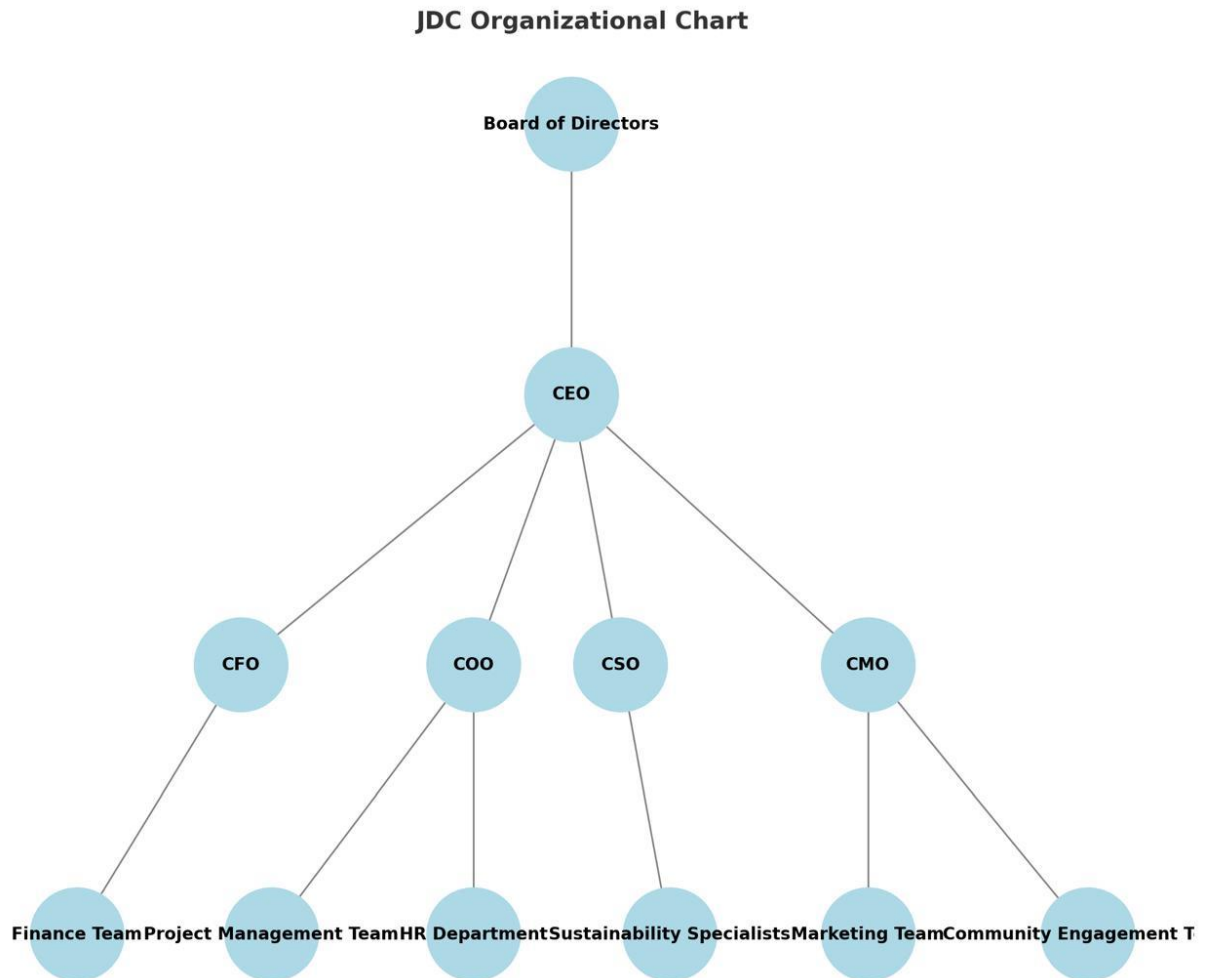 JDC Organizational Chart
Board of Directors
CEO
CFO
COO
CSO
CMO
Finance Team
Project Management Team
HR Department
Sustainability Specialists
Marketing Team
Community Engagement T